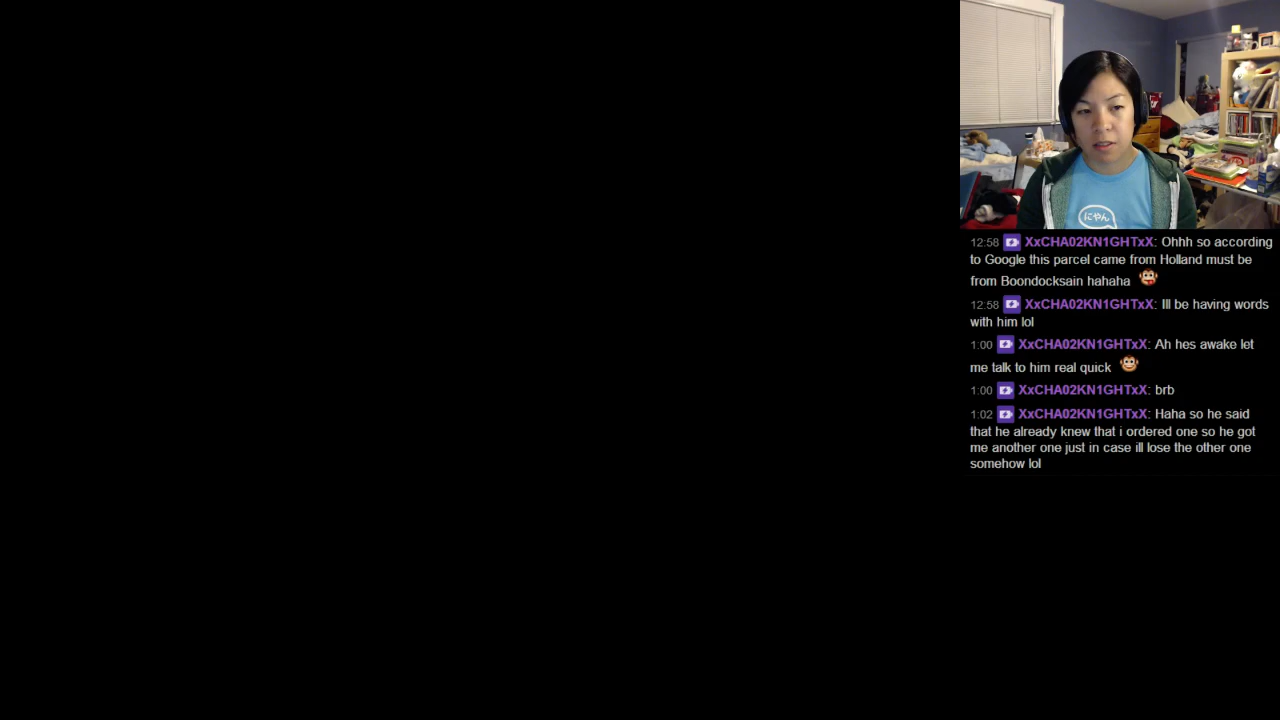 にゃん
12:58 XxCHA02KN1GHTxX: Ohhh so according
to Google this parcel came from Holland must be
from Boondocksain hahaha
12:58 XxCHA02KN1GHTxX: Ill be having words
with him lol
1:00 XxCHA02KN1GHTxX: Ah hes awake let
me talk to him real quick
1:00 XxCHA02KN1GHTxX: brb
1:02 XxCHA02KN1GHTxX: Haha so he said
that he already knew that i ordered one so he got
me another one just in case ill lose the other one
somehow lol